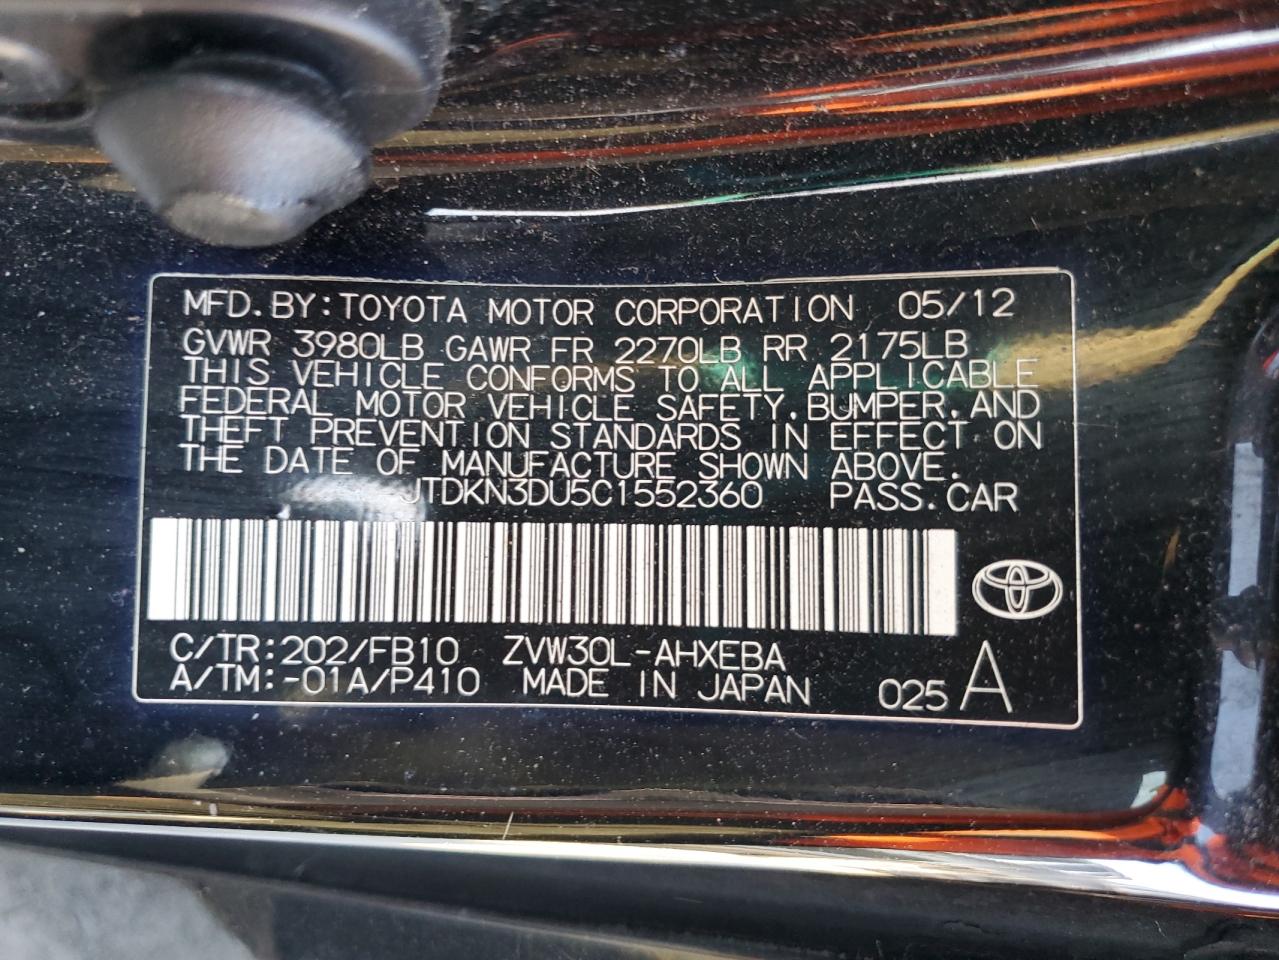 MFD.BY:TOYOTA MOTOR CORPORATION 05/12
GVWR 3980LB GAWR FR 2270LB RR 2175LB
THIS VEHICLE CONFORMS TO ALL APPLICABLE
FEDERAL MOTOR VEHICLE SAFETY,BUMPER,AND
THEFT PREVENTION STANDARDS IN EFFECT ON
THE DATE OF MANUFACTURE SHOWN ABOVE.
JTDKN3DU5C1552360 PASS.CAR
C/TR:202/FB10 ZVW30L-AHXEBA
A/TM:-01A/P410 MADE IN JAPAN 025 A